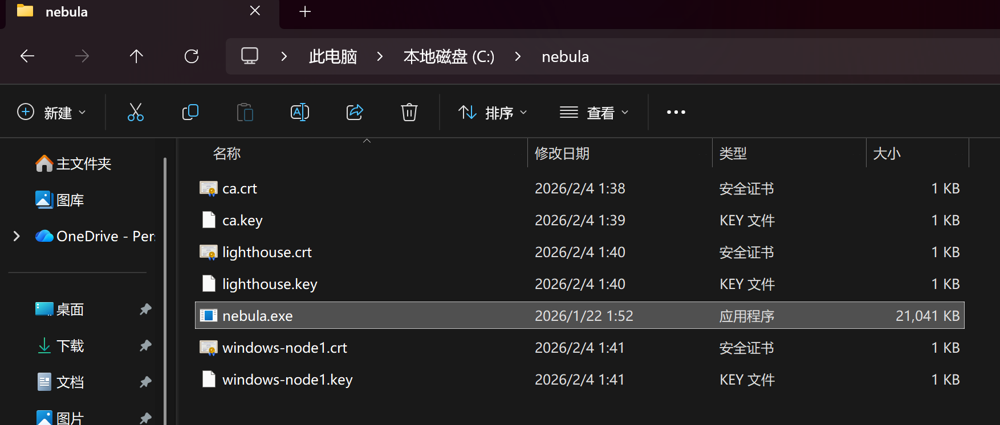 nebula
此电脑 本地磁盘 (C:) nebula
新建 排序 查看
主文件夹
图库
OneDrive - Per
桌面
下载
文档
图片
名称 修改日期 类型 大小
ca.crt 2026/2/4 1:38 安全证书 1 KB
ca.key 2026/2/4 1:39 KEY 文件 1 KB
lighthouse.crt 2026/2/4 1:40 安全证书 1 KB
lighthouse.key 2026/2/4 1:40 KEY 文件 1 KB
nebula.exe 2026/1/22 1:52 应用程序 21,041 KB
windows-node1.crt 2026/2/4 1:41 安全证书 1 KB
windows-node1.key 2026/2/4 1:41 KEY 文件 1 KB